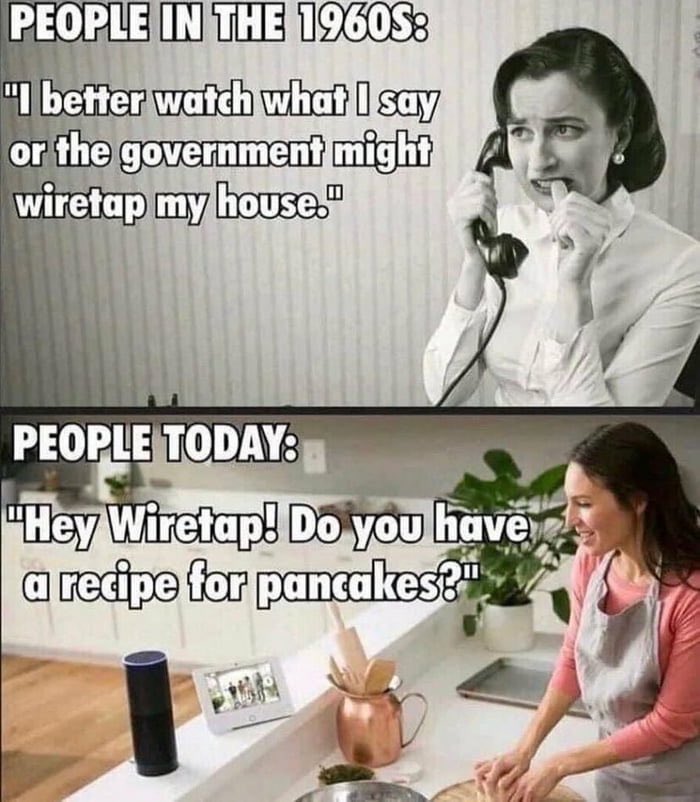 PEOPLE IN THE 1960S:
"I better watch what I say
or the government might
wiretap my house."
PEOPLE TODAY:
"Hey Wiretap! Do you have
a recipe for pancakes?"